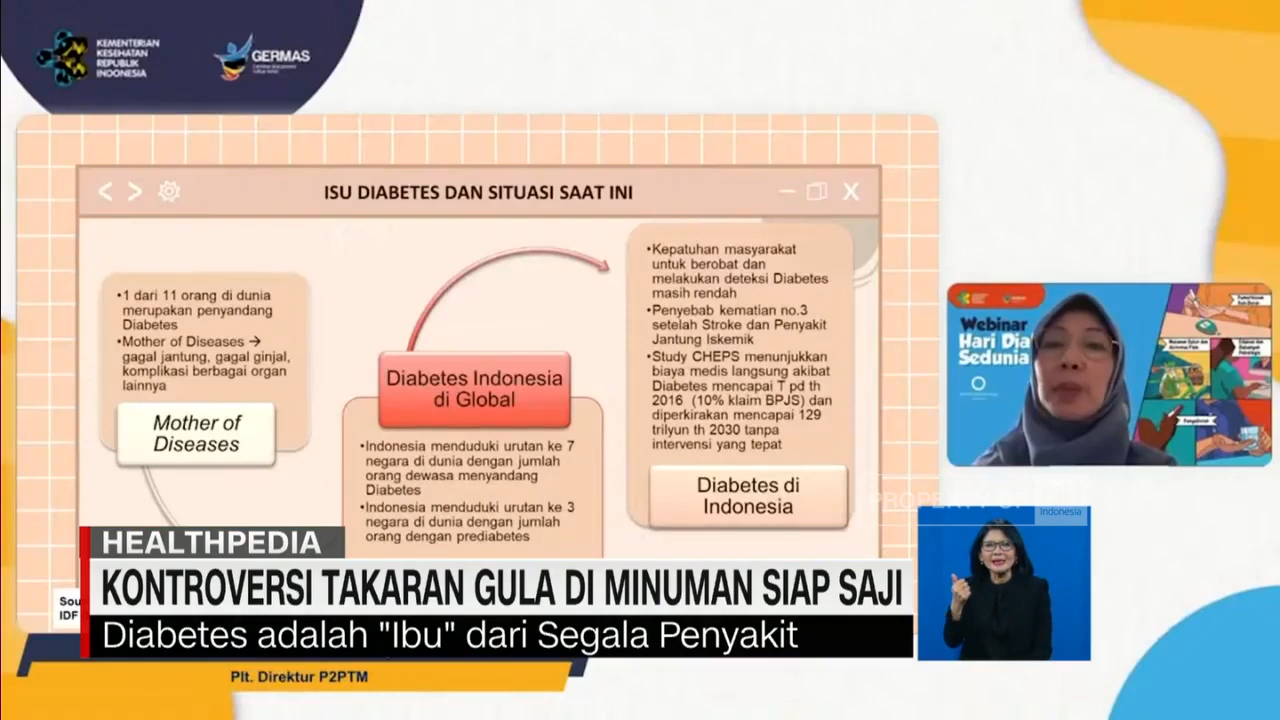 KEMENTERIAN
KESEHATAN
REPUBLIK
INDONESIA
GERMAS
ISU DIABETES DAN SITUASI SAAT INI
•1 dari 11 orang di dunia
merupakan penyandang
Diabetes
•Mother of Diseases →
gagal jantung, gagal ginjal,
komplikasi berbagai organ
lainnya
Mother of
Diseases
Diabetes Indonesia
di Global
•Indonesia menduduki urutan ke 7
negara di dunia dengan jumlah
orang dewasa menyandang
Diabetes
•Indonesia menduduki urutan ke 3
negara di dunia dengan jumlah
orang dengan prediabetes
•Kepatuhan masyarakat
untuk berobat dan
melakukan deteksi Diabetes
masih rendah
•Penyebab kematian no.3
setelah Stroke dan Penyakit
Jantung Iskemik
•Study CHEPS menunjukkan
biaya medis langsung akibat
Diabetes mencapai T pd th
2016 (10% klaim BPJS) dan
diperkirakan mencapai 129
trilyun th 2030 tanpa
intervensi yang tepat
Diabetes di
Indonesia
Webinar
Hari Dia
Sedunia
PROPERTY OF
Indonesia
Sou
IDF
HEALTHPEDIA
KONTROVERSI TAKARAN GULA DI MINUMAN SIAP SAJI
Diabetes adalah "Ibu" dari Segala Penyakit
Plt. Direktur P2PTM